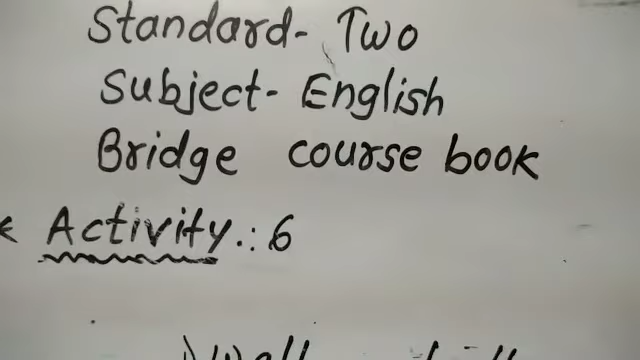 Standard- Two
Subject- English
Bridge course book
Activity.: 6